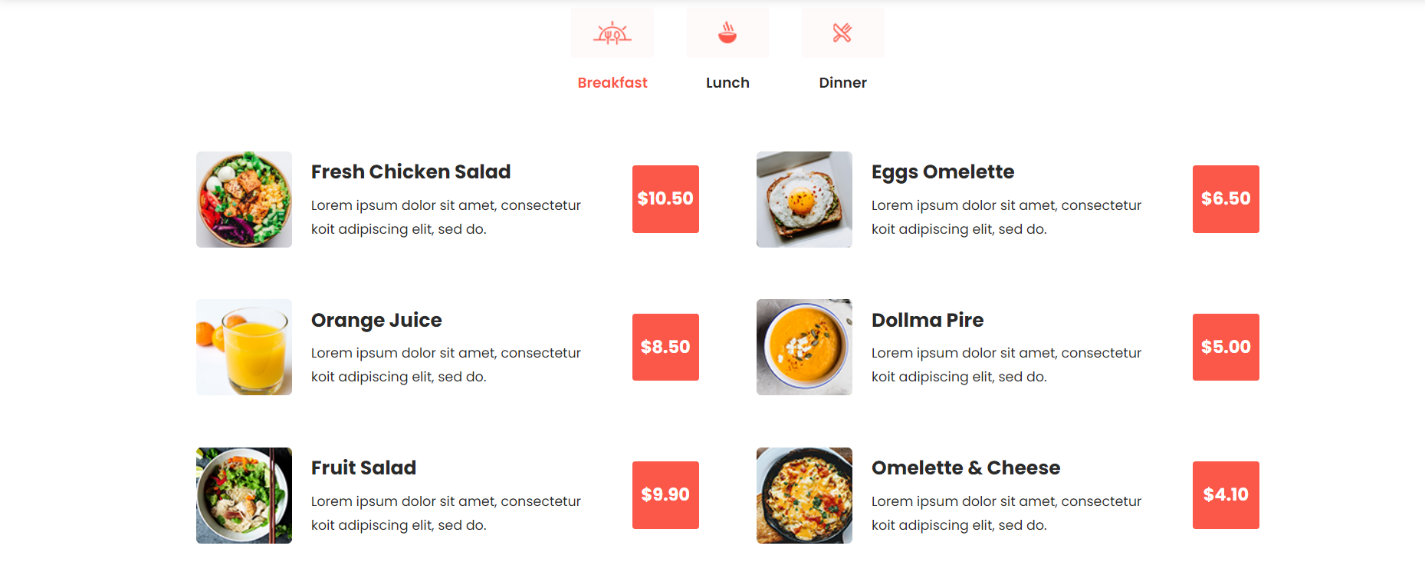 Breakfast
Lunch
Dinner
Fresh Chicken Salad
Lorem ipsum dolor sit amet, consectetur
koit adipiscing elit, sed do.
$10.50
Eggs Omelette
Lorem ipsum dolor sit amet, consectetur
koit adipiscing elit, sed do.
$6.50
Orange Juice
Lorem ipsum dolor sit amet, consectetur
koit adipiscing elit, sed do.
$8.50
Dollma Pire
Lorem ipsum dolor sit amet, consectetur
koit adipiscing elit, sed do.
$5.00
Fruit Salad
Lorem ipsum dolor sit amet, consectetur
koit adipiscing elit, sed do.
$9.90
Omelette & Cheese
Lorem ipsum dolor sit amet, consectetur
koit adipiscing elit, sed do.
$4.10